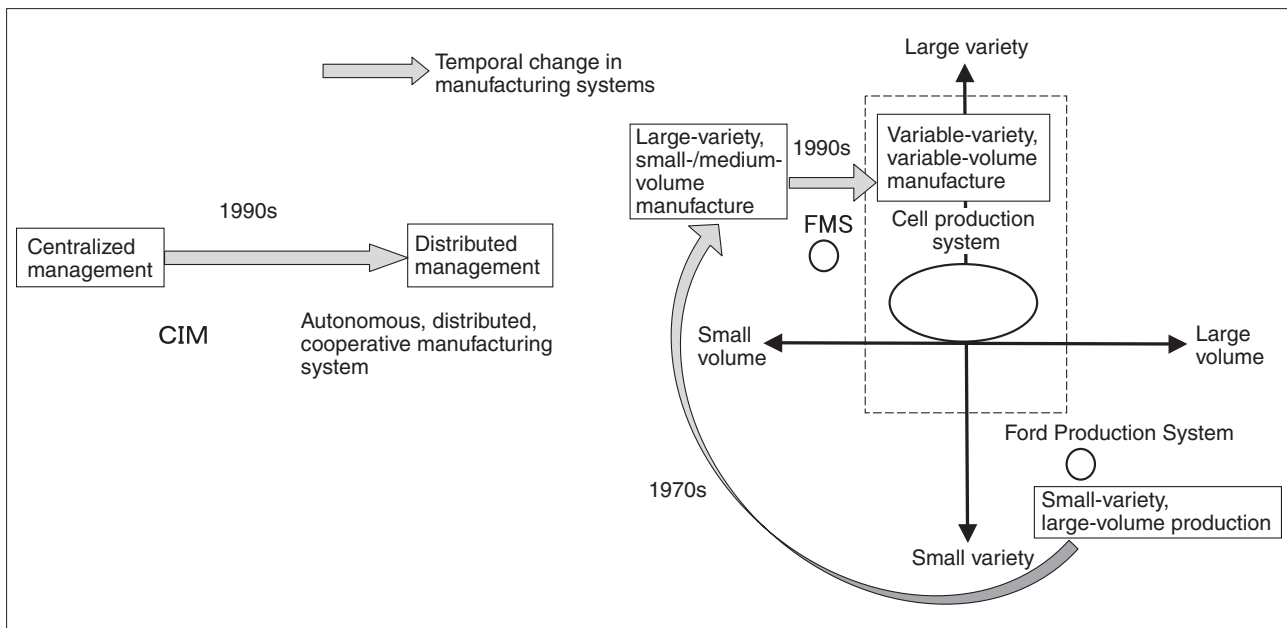 Temporal change in
manufacturing systems
1990s
Centralized
management
Distributed
management
CIM
Autonomous, distributed,
cooperative manufacturing
system
Large variety
Large-variety,
small-/medium-
volume
manufacture
1990s
Variable-variety,
variable-volume
manufacture
FMS
Cell production
system
Small
volume
Large
volume
Ford Production System
1970s
Small-variety,
large-volume production
Small variety